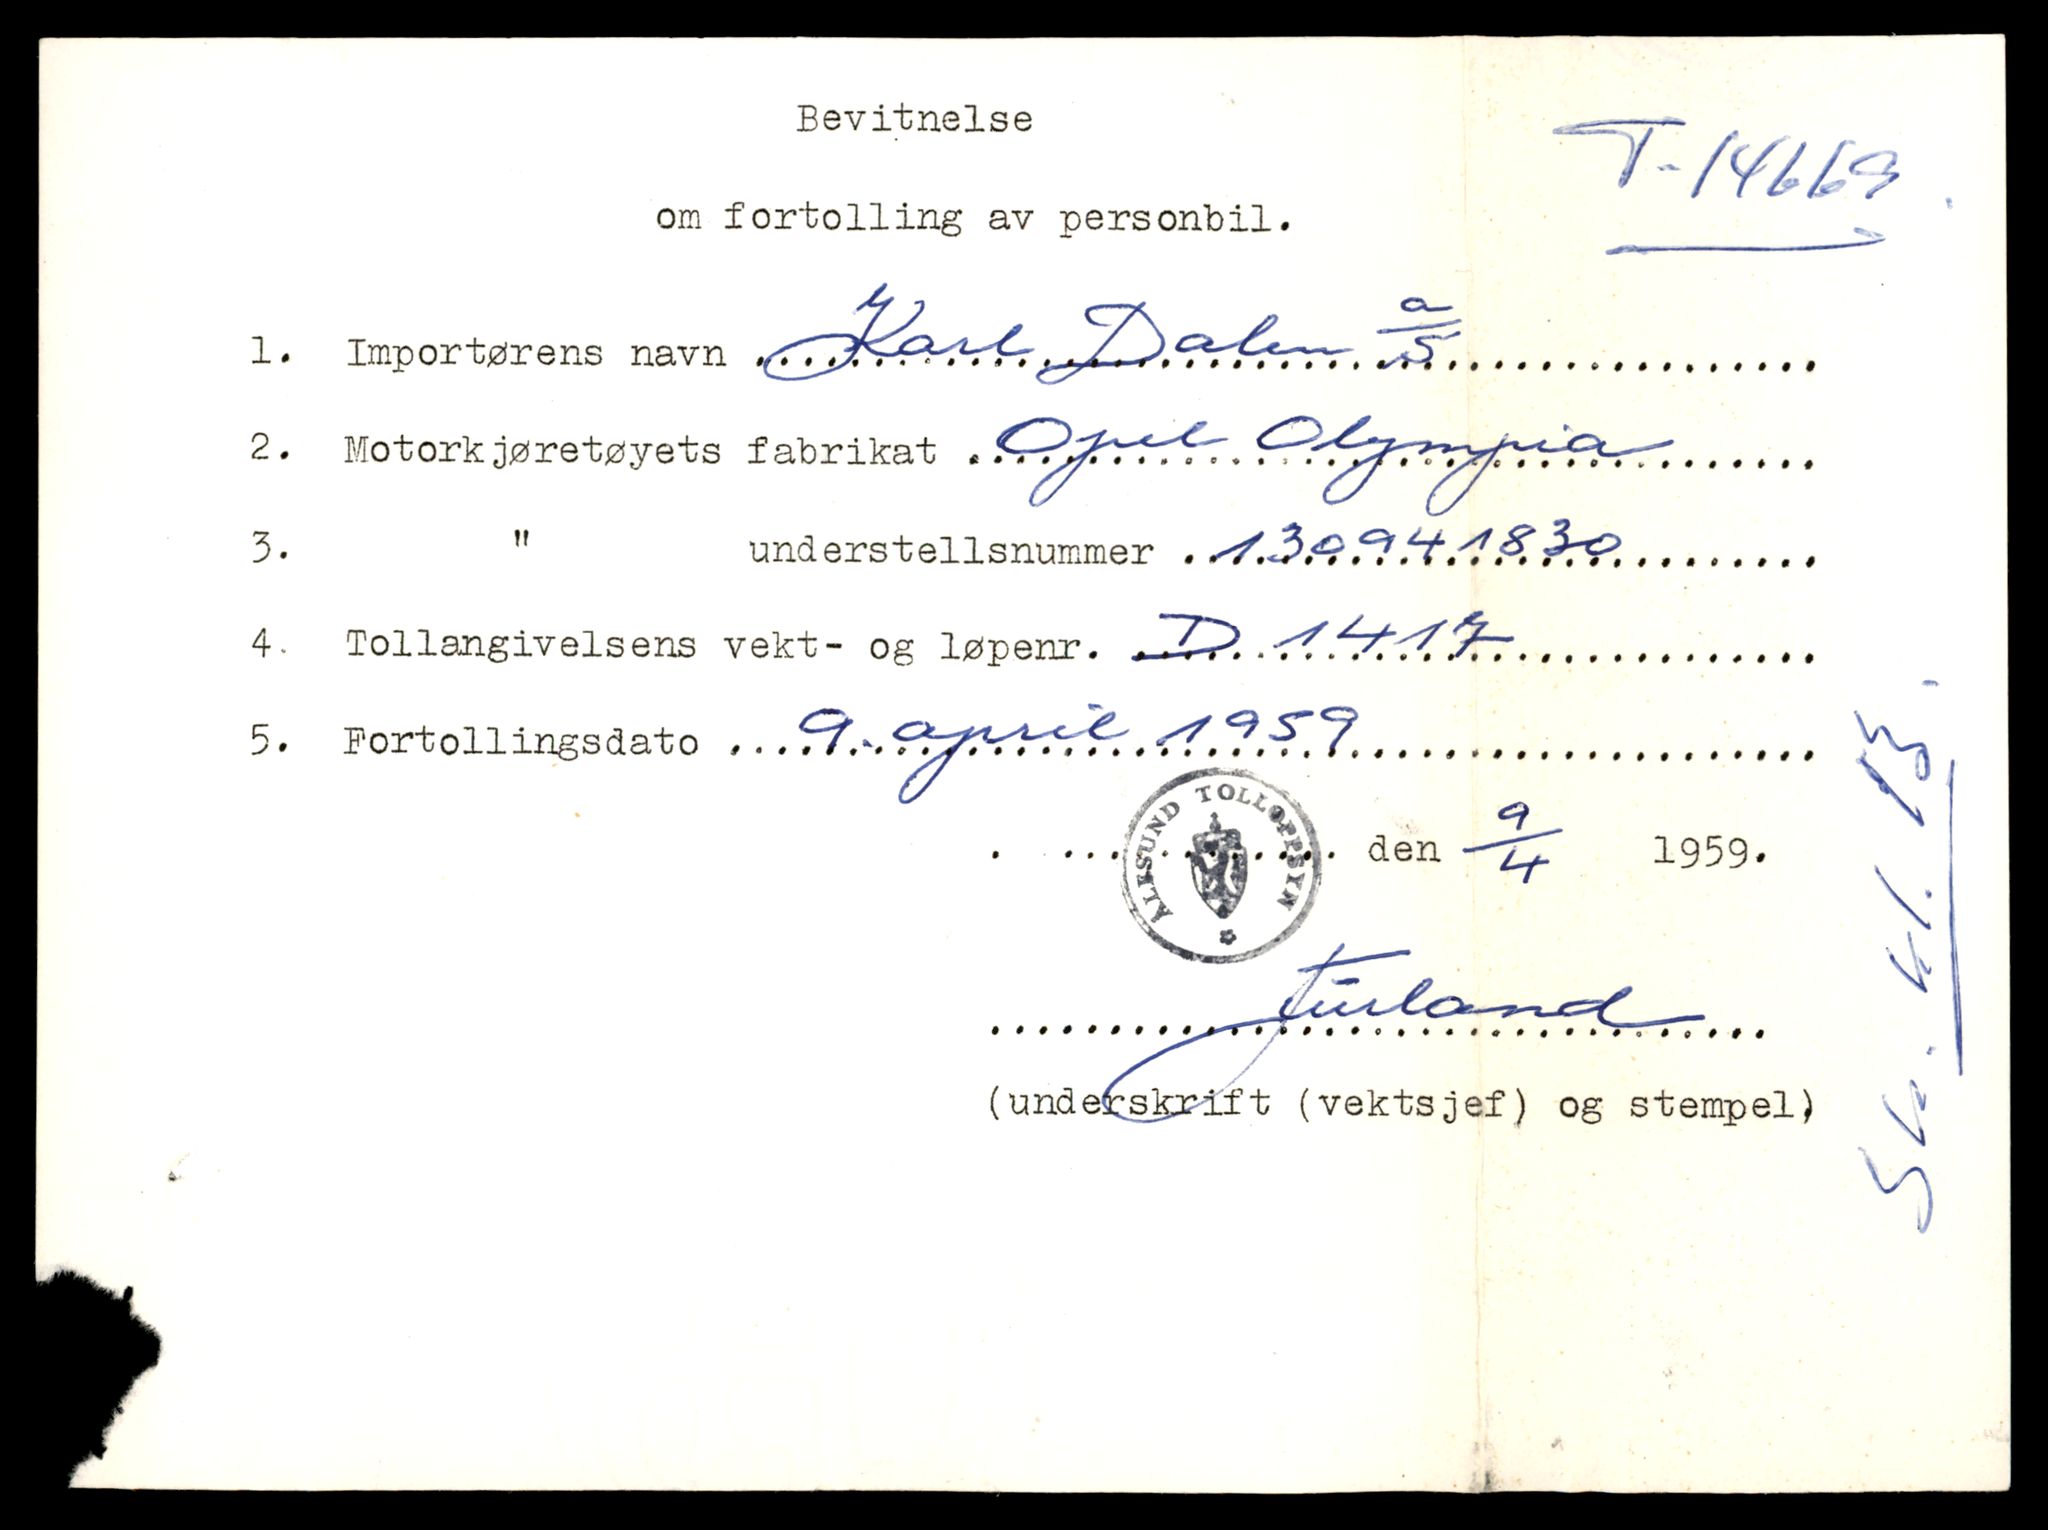 Bevitnelse
T-14669.
om fortolling av personbil.
1. Importørens navn Karl Dalen a/s
2. Motorkjøretøyets fabrikat Opel Olympia
3. " understellsnummer 130941830
4. Tollangivelsens vekt- og løpenr. D 1417
5. Fortollingsdato 9. april 1959
ÅLESUND TOLLOPPSYN
den 9/4 1959.
Furland
(underskrift (vektsjef) og stempel)